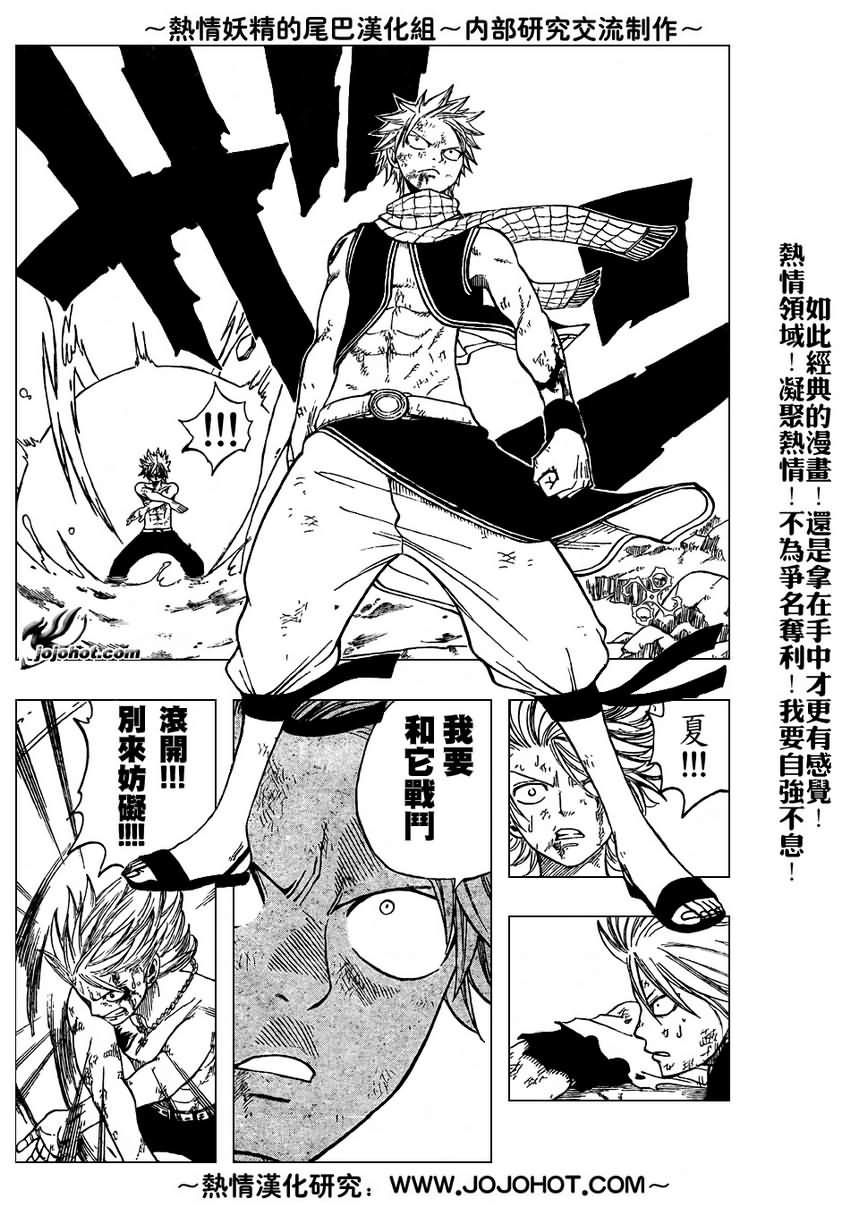 ～熱情妖精的尾巴漢化組～内部研究交流制作～
如此經典的漫畫！還是拿在手中才更有感覺！
熱情領域！凝聚熱情！不為爭名奪利！我要自強不息！
!!!
jojohot.com
夏!!!
我要
和它戰鬥
滾開!!!
別來妨礙!!!!
～熱情漢化研究：WWW.JOJOHOT.COM～